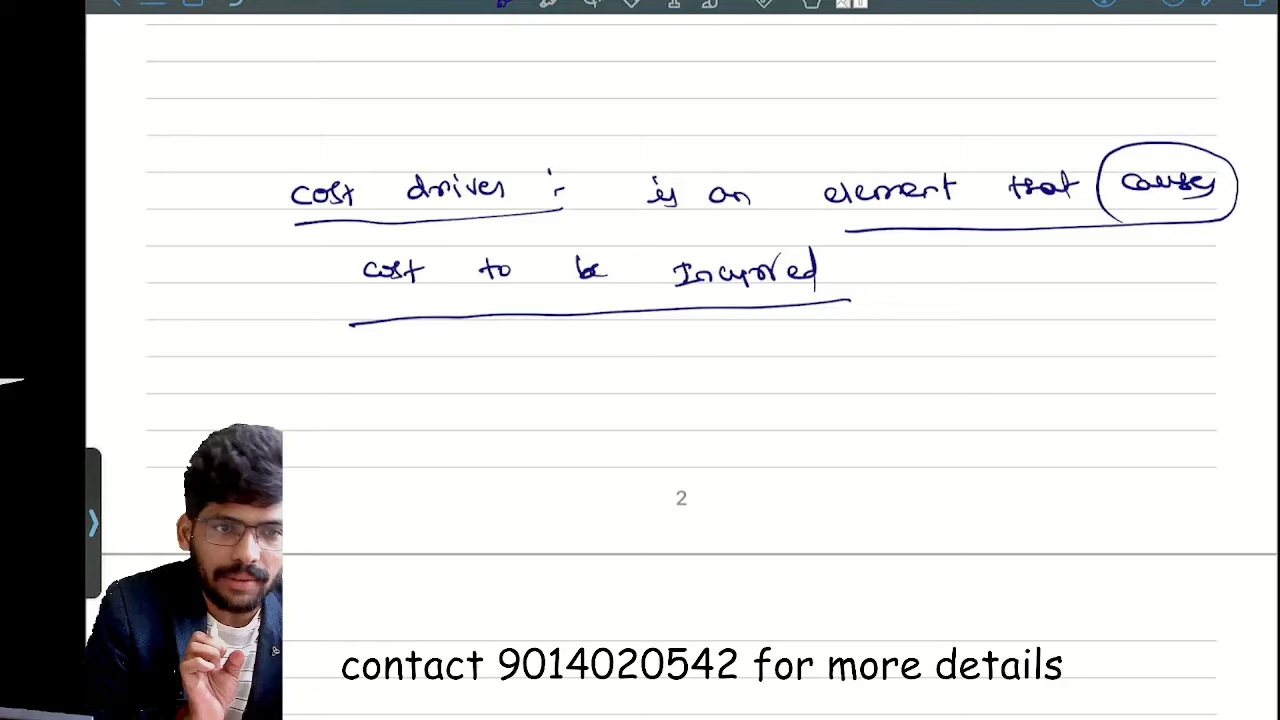 cost driver :- is an element that causes
cost to be Incurred
2
contact 9014020542 for more details